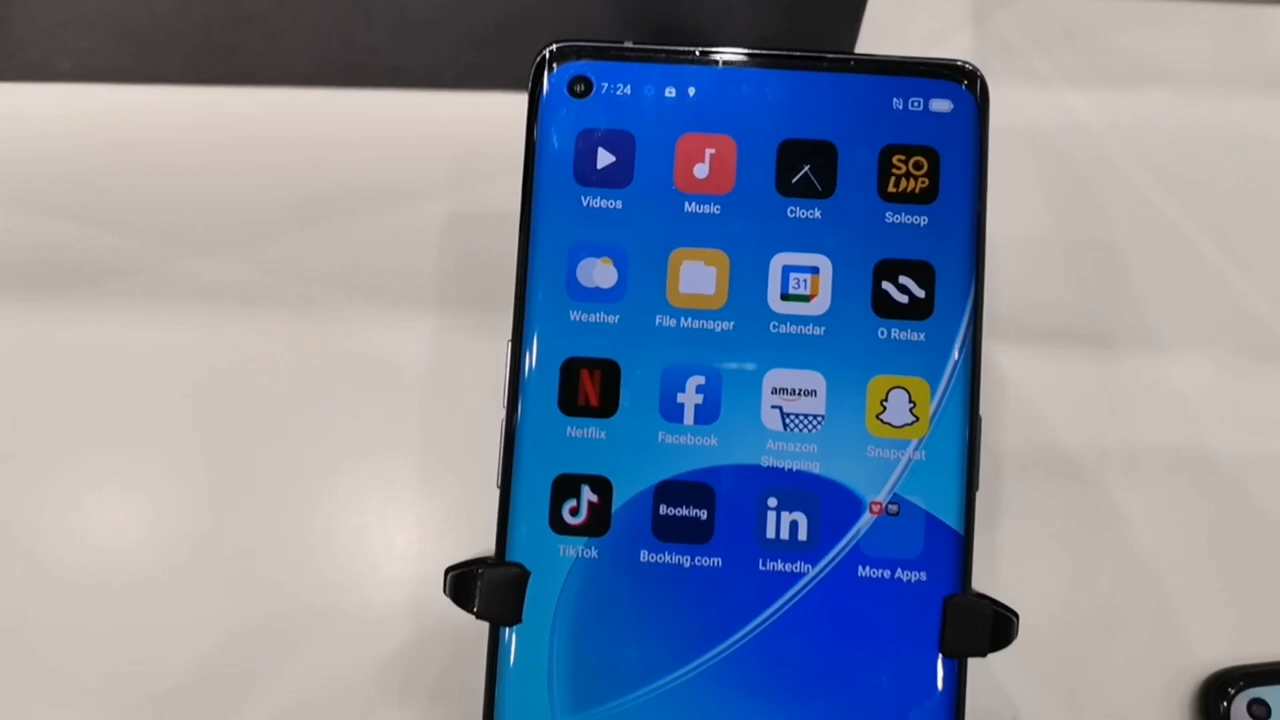 7:24
Videos
Music
Clock
SO
LOOP
Soloop
Weather
File Manager
31
Calendar
O Relax
N
Netflix
f
Facebook
amazon
Amazon
Shopping
Snapchat
TikTok
Booking
Booking.com
in
LinkedIn
More Apps